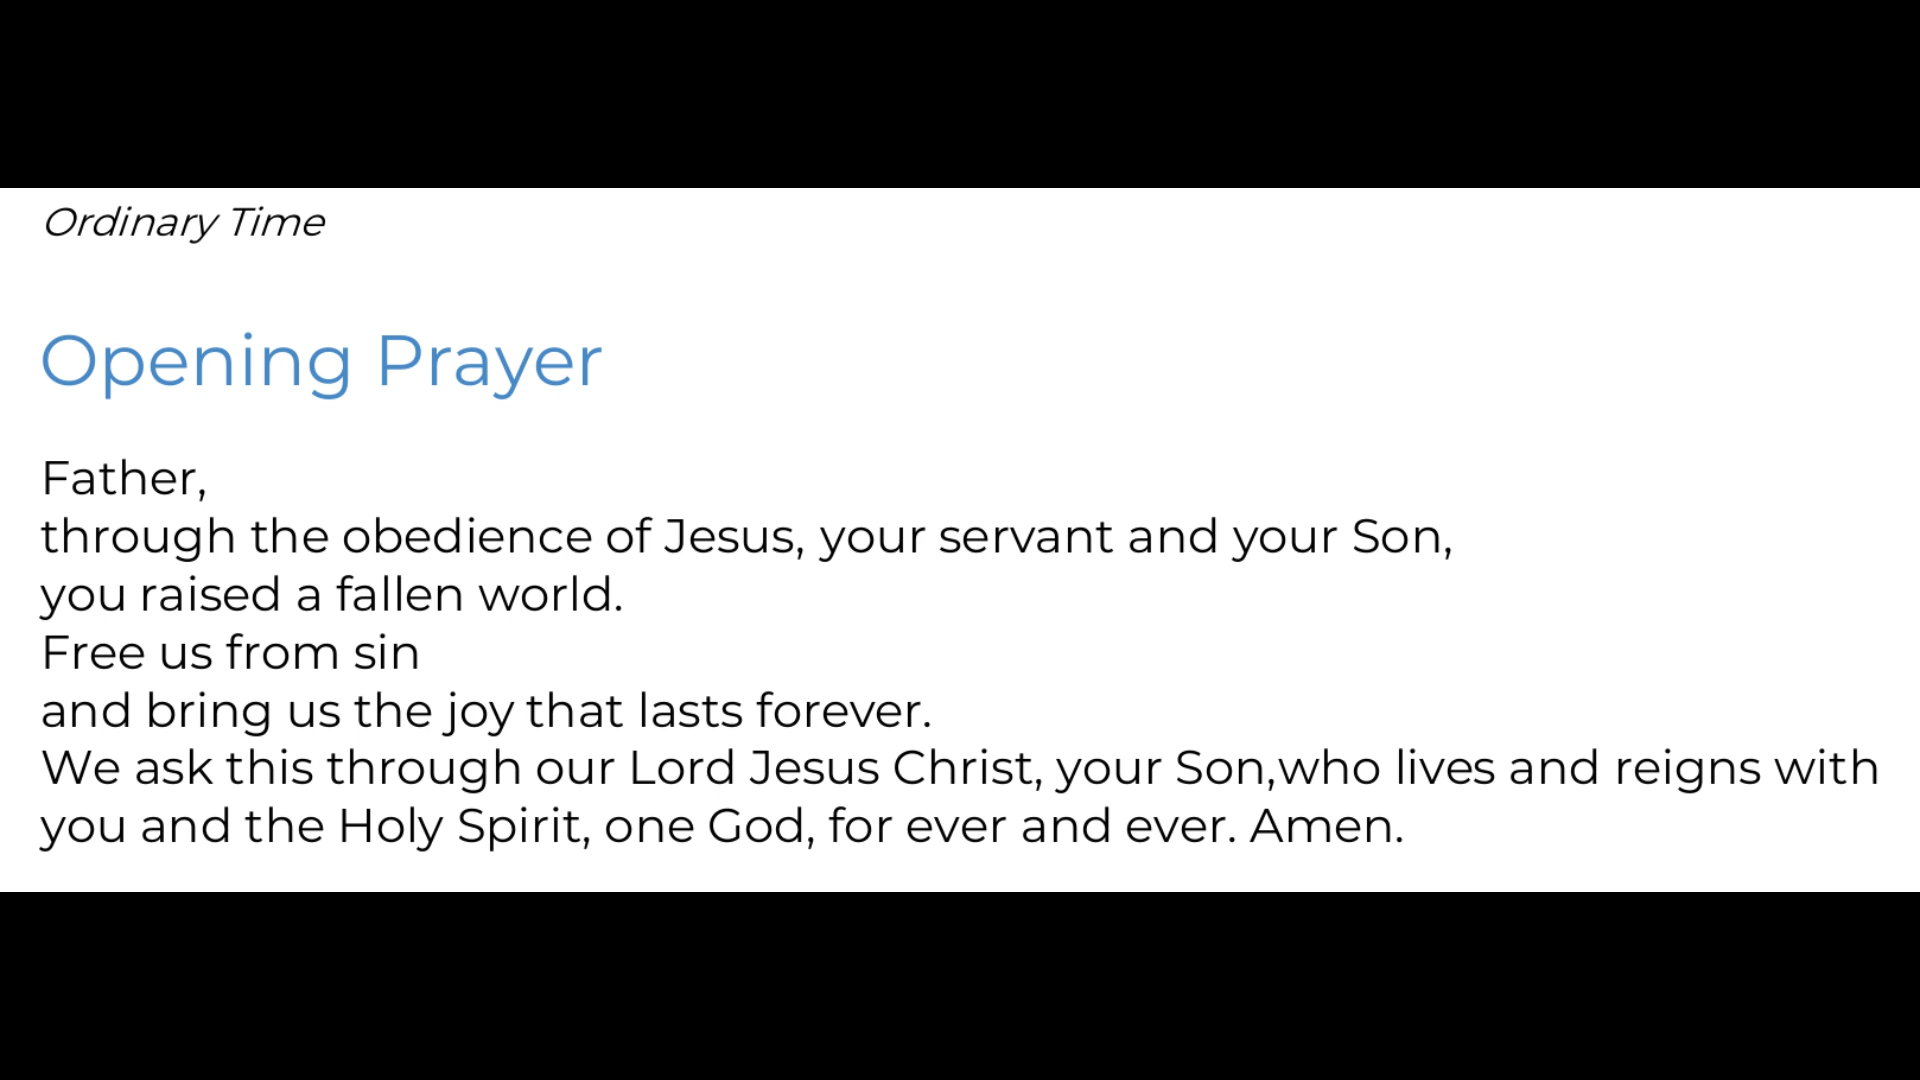 Ordinary Time
Opening Prayer
Father,
through the obedience of Jesus, your servant and your Son,
you raised a fallen world.
Free us from sin
and bring us the joy that lasts forever.
We ask this through our Lord Jesus Christ, your Son,who lives and reigns with
you and the Holy Spirit, one God, for ever and ever. Amen.